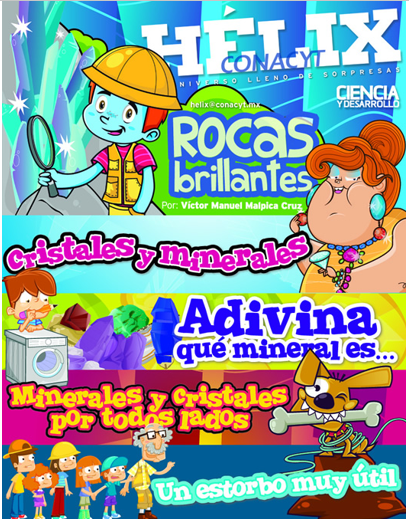 HÉLIX
CONACYT
UNIVERSO LLENO DE SORPRESAS
CIENCIA
Y DESARROLLO
helix@conacyt.mx
ROCAS
brillantes
Por: Víctor Manuel Malpica Cruz
Cristales y minerales
Adivina
qué mineral es...
Minerales y cristales
por todos lados
Un estorbo muy útil